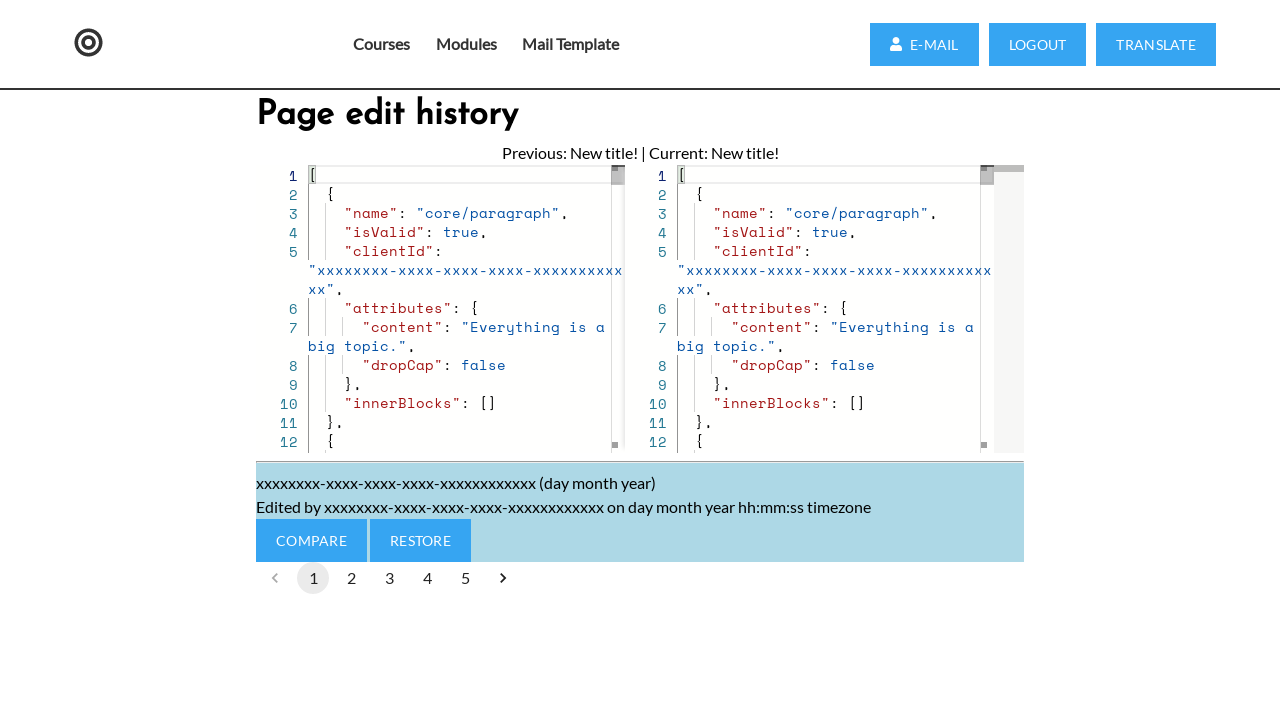 Courses Modules Mail Template E-MAIL LOGOUT TRANSLATE
Page edit history
Previous: New title! | Current: New title!
1 [
2 {
3 "name": "core/paragraph",
4 "isValid": true,
5 "clientId":
"xxxxxxxx-xxxx-xxxx-xxxx-xxxxxxxxxx
xx",
6 "attributes": {
7 "content": "Everything is a
big topic.",
8 "dropCap": false
9 },
10 "innerBlocks": []
11 },
12 {
1 [
2 {
3 "name": "core/paragraph",
4 "isValid": true,
5 "clientId":
"xxxxxxxx-xxxx-xxxx-xxxx-xxxxxxxxxx
xx",
6 "attributes": {
7 "content": "Everything is a
big topic.",
8 "dropCap": false
9 },
10 "innerBlocks": []
11 },
12 {
xxxxxxxx-xxxx-xxxx-xxxx-xxxxxxxxxxxx (day month year)
Edited by xxxxxxxx-xxxx-xxxx-xxxx-xxxxxxxxxxxx on day month year hh:mm:ss timezone
COMPARE RESTORE
1 2 3 4 5